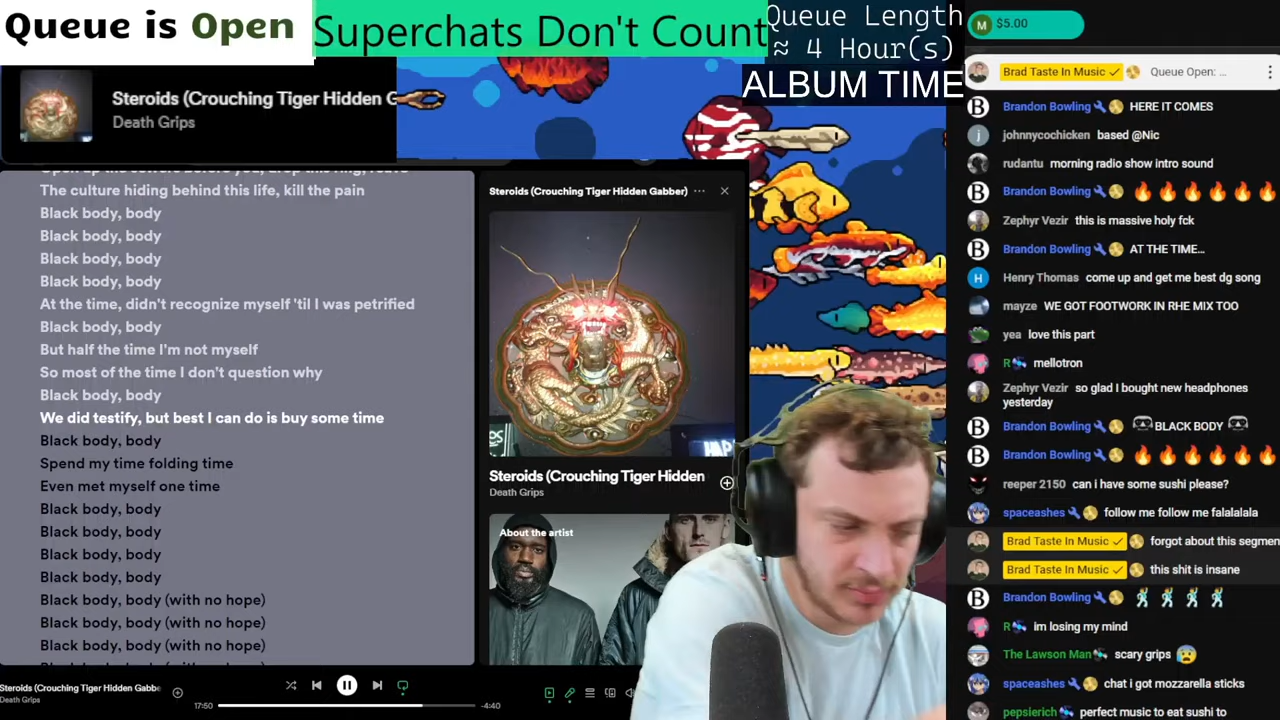 Queue is Open
Superchats Don't Count
Queue Length
≈ 4 Hour(s)
ALBUM TIME
Steroids (Crouching Tiger Hidden G
Death Grips
The culture hiding behind this life, kill the pain
Black body, body
Black body, body
Black body, body
Black body, body
At the time, didn't recognize myself 'til I was petrified
Black body, body
But half the time I'm not myself
So most of the time I don't question why
Black body, body
We did testify, but best I can do is buy some time
Black body, body
Spend my time folding time
Even met myself one time
Black body, body
Black body, body
Black body, body
Black body, body
Black body, body (with no hope)
Black body, body (with no hope)
Black body, body (with no hope)
Steroids (Crouching Tiger Hidden Gabber)
Steroids (Crouching Tiger Hidden
Death Grips
About the artist
Steroids (Crouching Tiger Hidden Gabbe
Death Grips
17:50
-4:40
M $5.00
Brad Taste In Music ✓ Queue Open: ...
Brandon Bowling HERE IT COMES
johnnycochicken based @Nic
rudantu morning radio show intro sound
Brandon Bowling 🔥🔥🔥🔥🔥🔥
Zephyr Vezir this is massive holy fck
Brandon Bowling AT THE TIME...
Henry Thomas come up and get me best dg song
mayze WE GOT FOOTWORK IN RHE MIX TOO
yea love this part
R mellotron
Zephyr Vezir so glad I bought new headphones
yesterday
Brandon Bowling BLACK BODY
Brandon Bowling 🔥🔥🔥🔥🔥🔥
reeper 2150 can i have some sushi please?
spaceashes follow me follow me falalalala
Brad Taste In Music ✓ forgot about this segmen
Brad Taste In Music ✓ this shit is insane
Brandon Bowling 🕺🕺🕺🕺
R im losing my mind
The Lawson Man scary grips 😰
spaceashes chat i got mozzarella sticks
pepsierich perfect music to eat sushi to